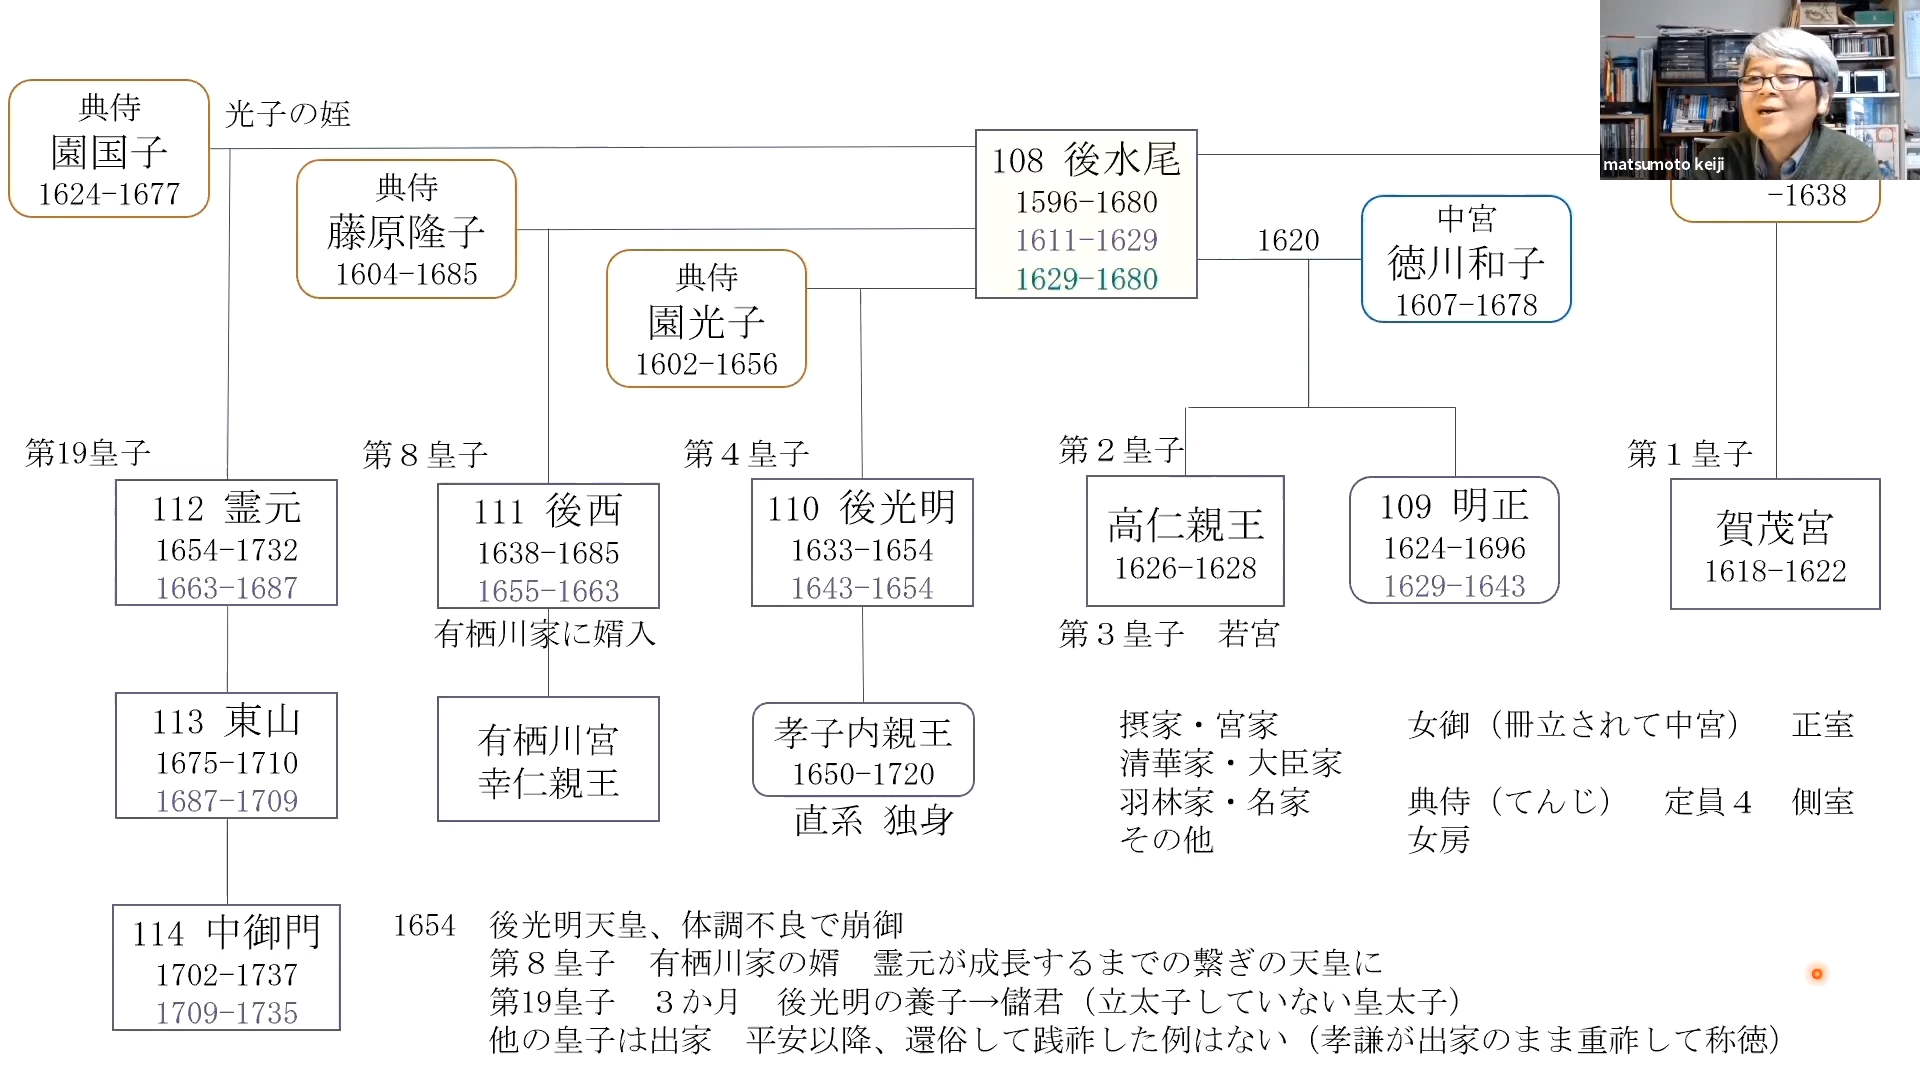 典侍
園国子
1624-1677
光子の姪
典侍
藤原隆子
1604-1685
典侍
園光子
1602-1656
108 後水尾
1596-1680
1611-1629
1629-1680
1620
中宮
徳川和子
1607-1678
matsumoto keiji
-1638
第19皇子
112 霊元
1654-1732
1663-1687
第８皇子
111 後西
1638-1685
1655-1663
有栖川家に婿入
第４皇子
110 後光明
1633-1654
1643-1654
第２皇子
高仁親王
1626-1628
第３皇子　若宮
109 明正
1624-1696
1629-1643
第１皇子
賀茂宮
1618-1622
113 東山
1675-1710
1687-1709
有栖川宮
幸仁親王
孝子内親王
1650-1720
直系 独身
摂家・宮家　女御（冊立されて中宮）　正室
清華家・大臣家
羽林家・名家　典侍（てんじ）　定員４　側室
その他　女房
114 中御門
1702-1737
1709-1735
1654　後光明天皇、体調不良で崩御
第８皇子　有栖川家の婿　霊元が成長するまでの繋ぎの天皇に
第19皇子　３か月　後光明の養子→儲君（立太子していない皇太子）
他の皇子は出家　平安以降、還俗して践祚した例はない（孝謙が出家のまま重祚して称徳）